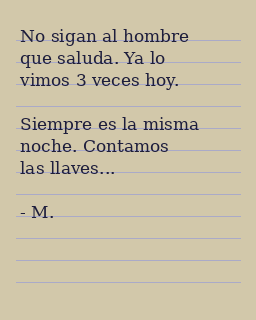 No sigan al hombre
que saluda. Ya lo
vimos 3 veces hoy.
Siempre es la misma
noche. Contamos
las llaves...
- M.